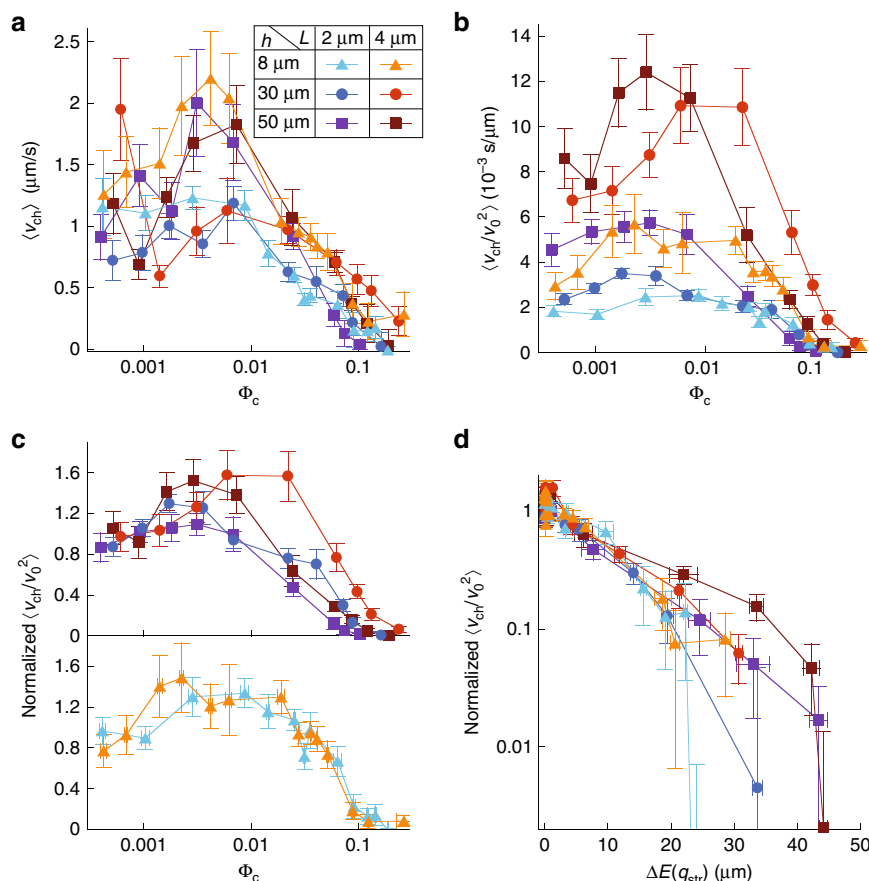 a
⟨v_ch⟩ (μm/s)
2.5
2
1.5
1
0.5
0
h L 2 μm 4 μm
8 μm
30 μm
50 μm
0.001 0.01 0.1
Φ_c
b
⟨v_ch/v_0^2⟩ (10^−3 s/μm)
14
12
10
8
6
4
2
0
0.001 0.01 0.1
Φ_c
c
Normalized ⟨v_ch/v_0^2⟩
1.6
1.2
0.8
0.4
0
1.6
1.2
0.8
0.4
0
0.001 0.01 0.1
Φ_c
d
Normalized ⟨v_ch/v_0^2⟩
1
0.1
0.01
0 10 20 30 40 50
ΔE(q_str) (μm)